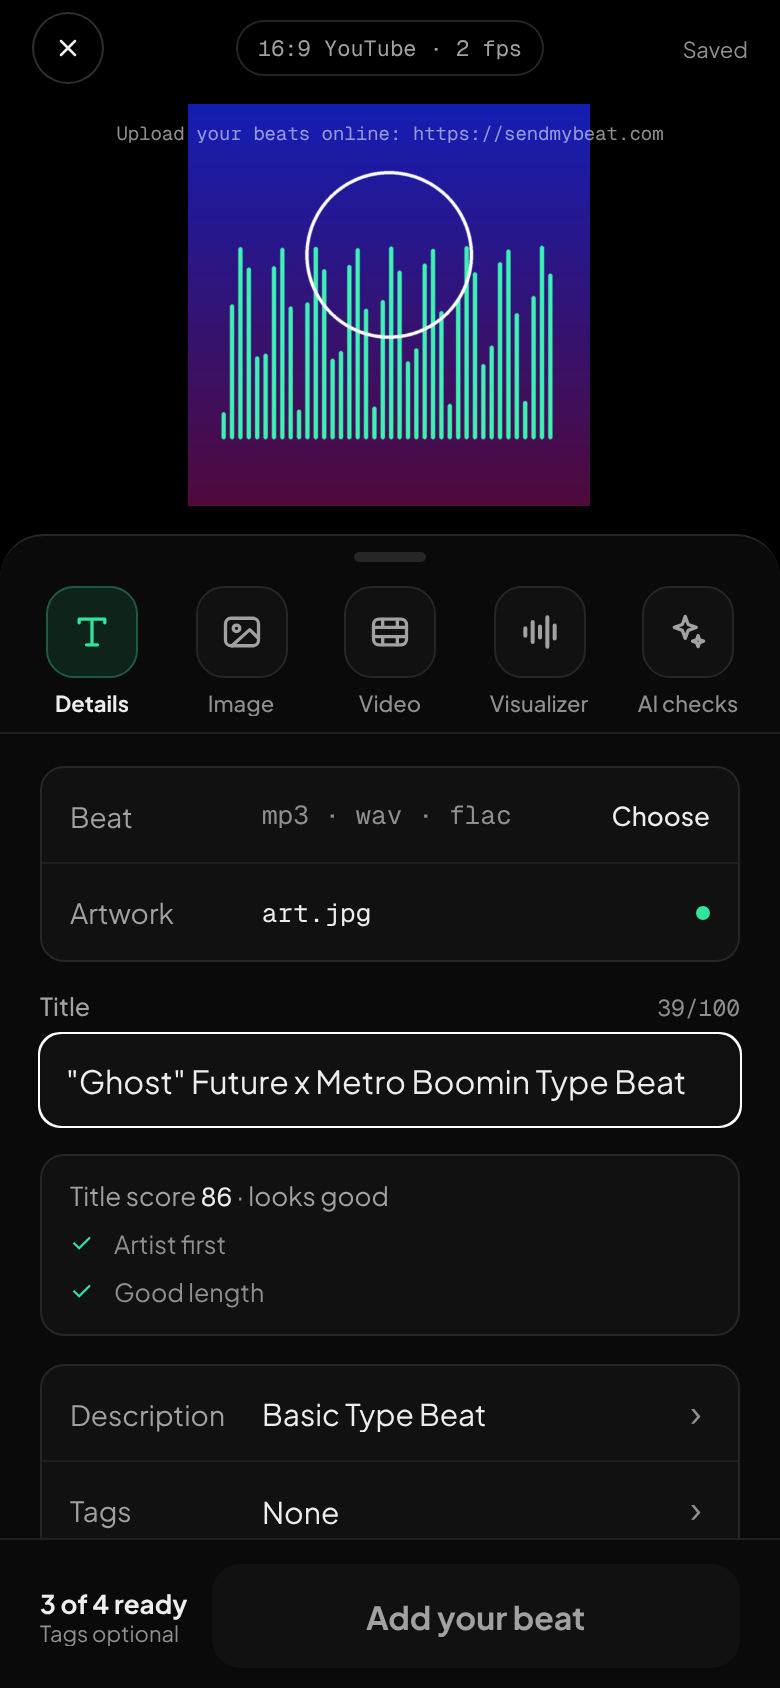 16:9 YouTube · 2 fps
Saved
Upload your beats online: https://sendmybeat.com
Details
Image
Video
Visualizer
AI checks
Beat
mp3 · wav · flac
Choose
Artwork
art.jpg
Title
39/100
"Ghost" Future x Metro Boomin Type Beat
Title score 86 · looks good
Artist first
Good length
Description
Basic Type Beat
Tags
None
3 of 4 ready
Tags optional
Add your beat